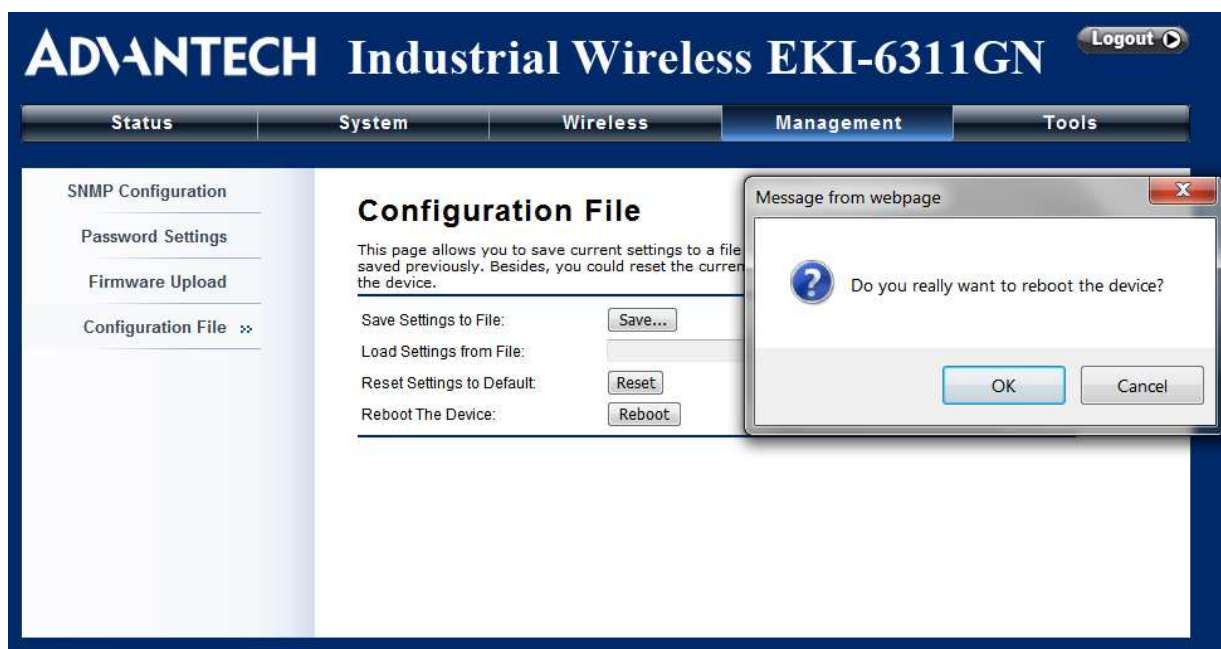 ADVANTECH Industrial Wireless EKI-6311GN
Logout
Status System Wireless Management Tools
SNMP Configuration
Password Settings
Firmware Upload
Configuration File »
Configuration File
This page allows you to save current settings to a file
saved previously. Besides, you could reset the curren
the device.
Save Settings to File: Save...
Load Settings from File:
Reset Settings to Default: Reset
Reboot The Device: Reboot
Message from webpage
Do you really want to reboot the device?
OK Cancel